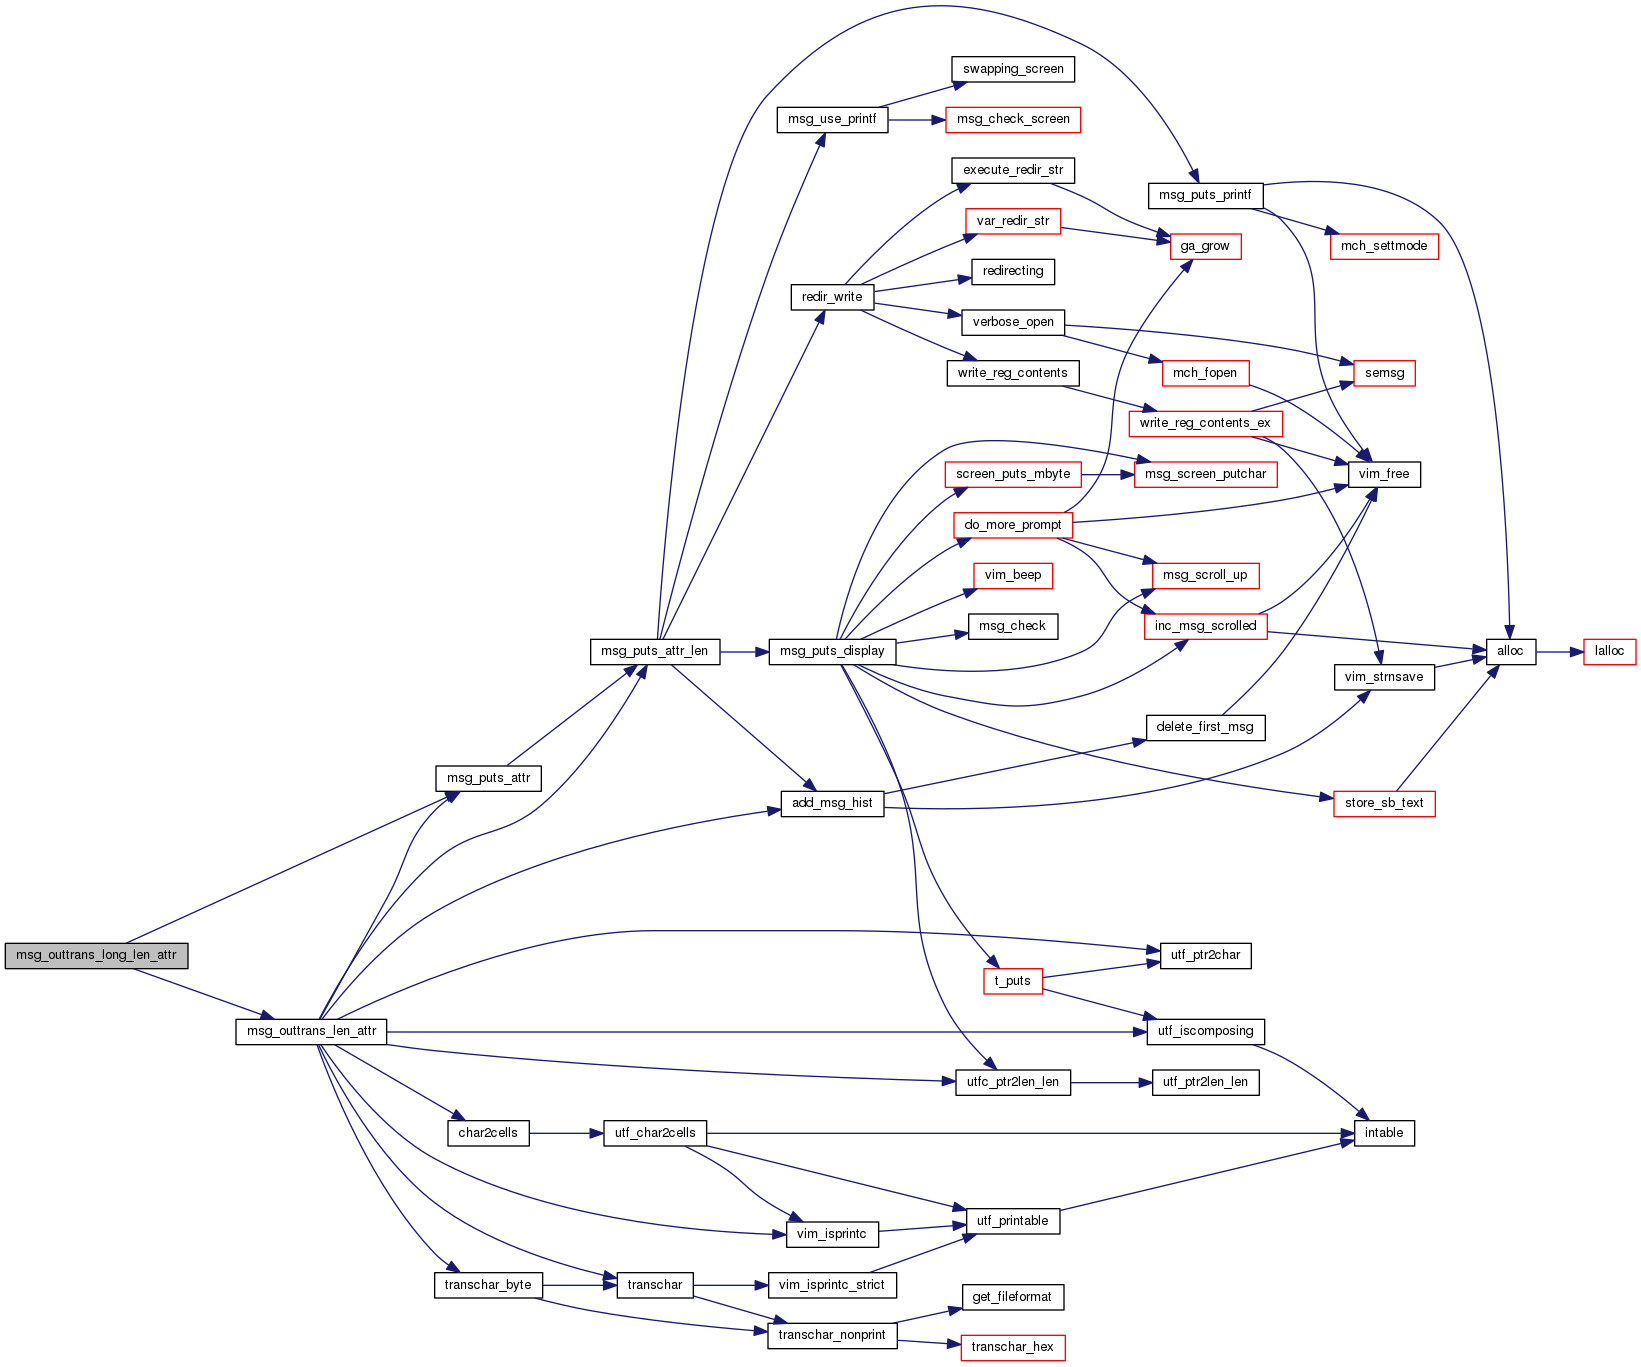 swapping_screen
msg_use_printf
msg_check_screen
execute_redir_str
msg_puts_printf
var_redir_str
ga_grow
mch_settmode
redirecting
redir_write
verbose_open
write_reg_contents
mch_fopen
semsg
write_reg_contents_ex
screen_puts_mbyte
msg_screen_putchar
vim_free
do_more_prompt
vim_beep
msg_scroll_up
msg_check
inc_msg_scrolled
msg_puts_attr_len
msg_puts_display
alloc
lalloc
vim_strnsave
delete_first_msg
msg_puts_attr
add_msg_hist
store_sb_text
msg_outtrans_long_len_attr
utf_ptr2char
t_puts
msg_outtrans_len_attr
utf_iscomposing
utfc_ptr2len_len
utf_ptr2len_len
char2cells
utf_char2cells
intable
utf_printable
vim_isprintc
transchar_byte
transchar
vim_isprintc_strict
get_fileformat
transchar_nonprint
transchar_hex